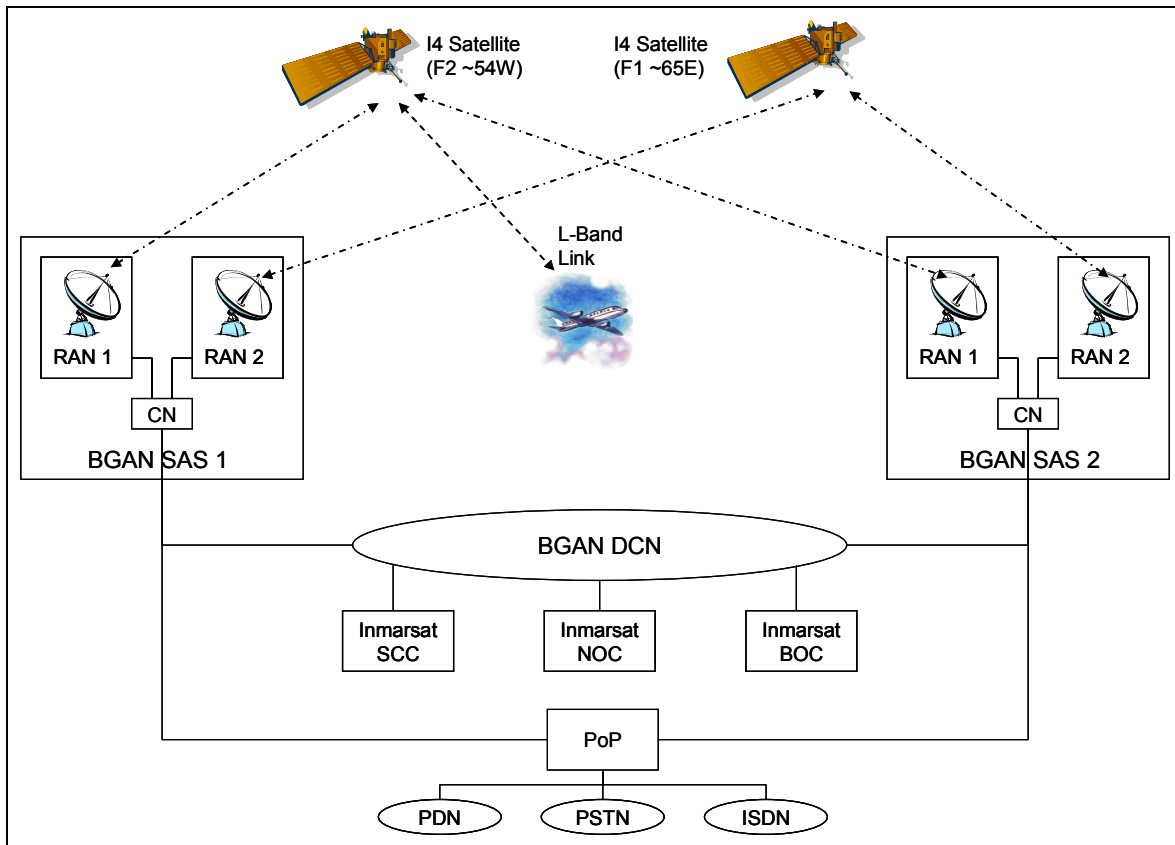 I4 Satellite
(F2 ~54W)
I4 Satellite
(F1 ~65E)
L-Band
Link
RAN 1
RAN 2
CN
BGAN SAS 1
RAN 1
RAN 2
CN
BGAN SAS 2
BGAN DCN
Inmarsat
SCC
Inmarsat
NOC
Inmarsat
BOC
PoP
PDN
PSTN
ISDN